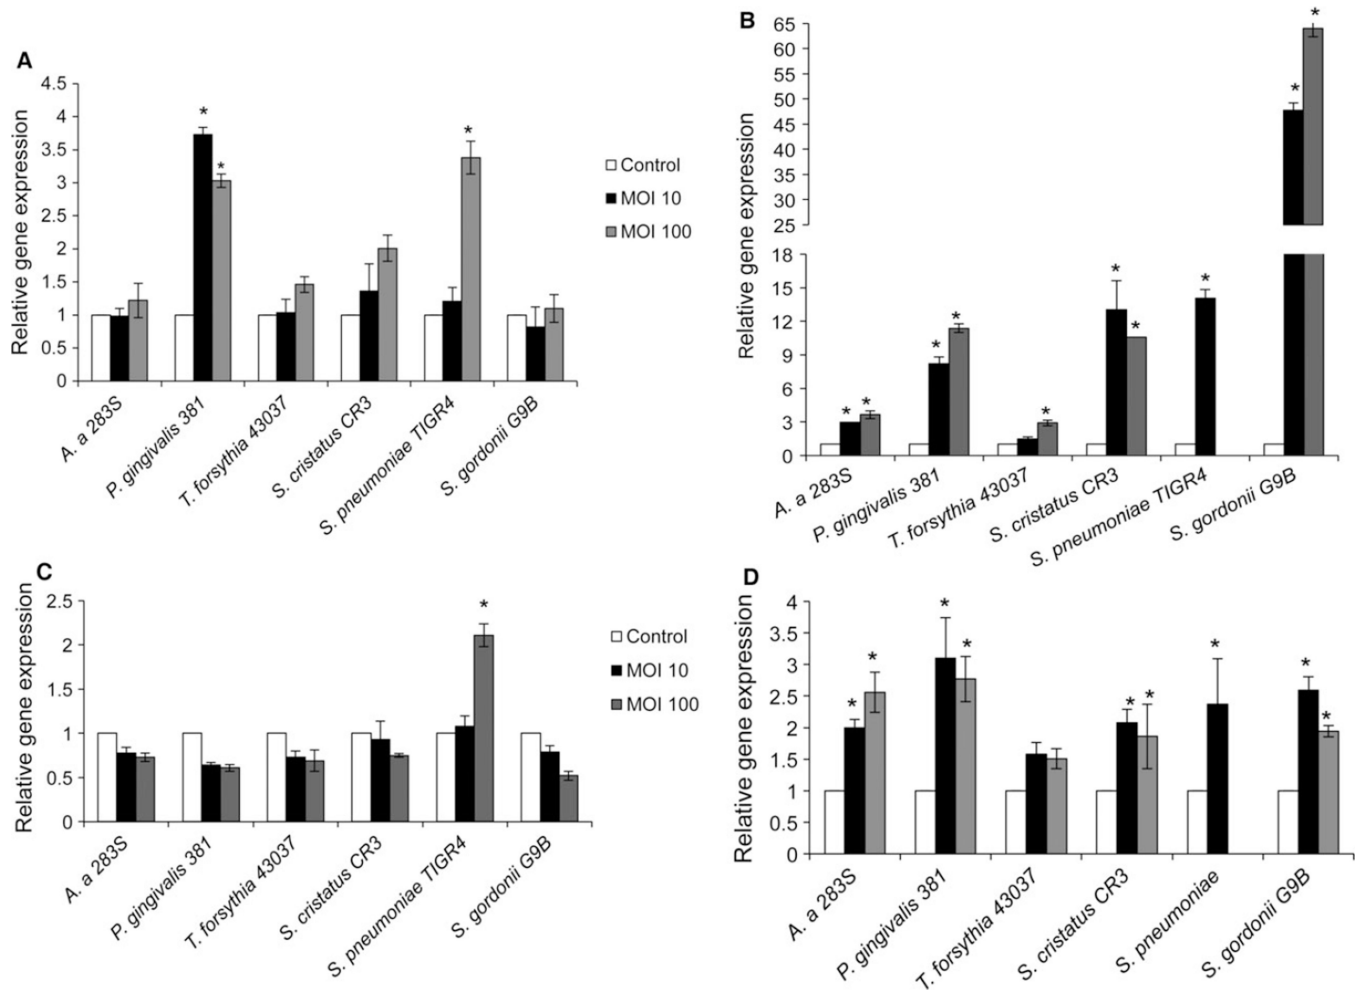 A
Relative gene expression
4.5
4
3.5
3
2.5
2
1.5
1
0.5
0
*
*
*
A. a 283S
P. gingivalis 381
T. forsythia 43037
S. cristatus CR3
S. pneumoniae TIGR4
S. gordonii G9B
Control
MOI 10
MOI 100
B
Relative gene expression
65
60
55
50
45
40
35
30
25
18
15
12
9
6
3
0
*
*
*
*
*
*
*
*
*
*
A. a 283S
P. gingivalis 381
T. forsythia 43037
S. cristatus CR3
S. pneumoniae TIGR4
S. gordonii G9B
C
Relative gene expression
2.5
2
1.5
1
0.5
0
*
A. a 283S
P. gingivalis 381
T. forsythia 43037
S. cristatus CR3
S. pneumoniae TIGR4
S. gordonii G9B
Control
MOI 10
MOI 100
D
Relative gene expression
4
3.5
3
2.5
2
1.5
1
0.5
0
*
*
*
*
*
*
*
*
*
A. a 283S
P. gingivalis 381
T. forsythia 43037
S. cristatus CR3
S. pneumoniae
S. gordonii G9B